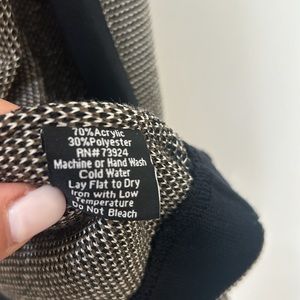 70%Acrylic
30%Polyester
RN#73924
Machine or Hand Wash
Cold Water
Lay Flat to Dry
Iron with Low
Temperature
Do Not Bleach